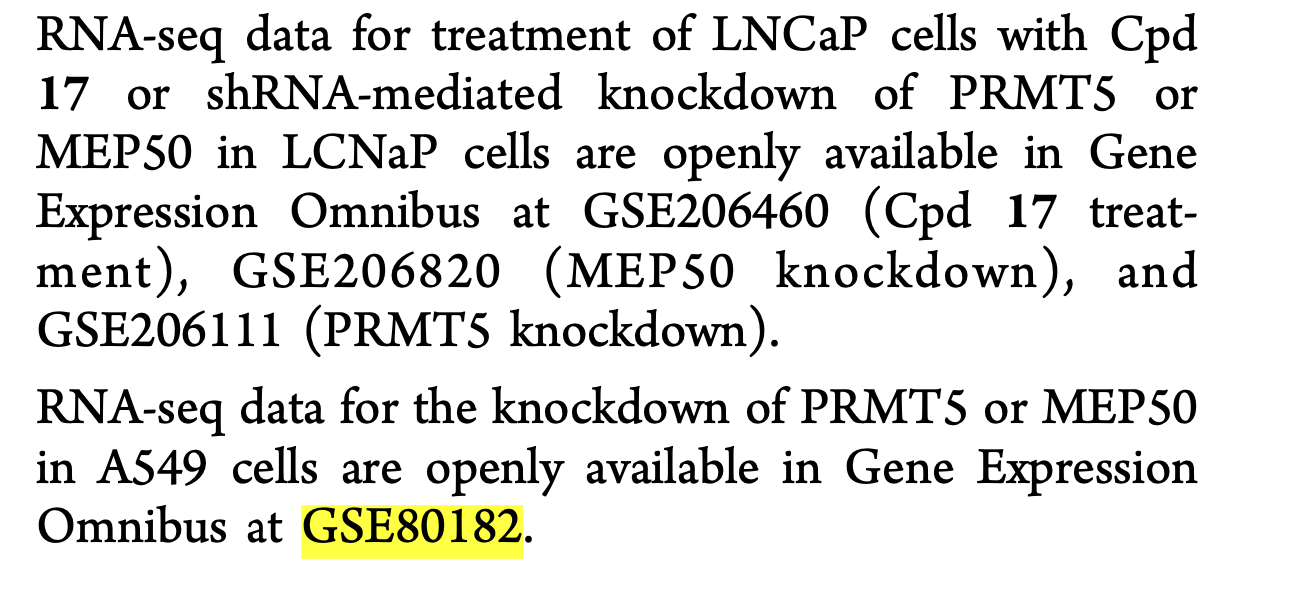 RNA-seq data for treatment of LNCaP cells with Cpd
17 or shRNA-mediated knockdown of PRMT5 or
MEP50 in LCNaP cells are openly available in Gene
Expression Omnibus at GSE206460 (Cpd 17 treat-
ment), GSE206820 (MEP50 knockdown), and
GSE206111 (PRMT5 knockdown).
RNA-seq data for the knockdown of PRMT5 or MEP50
in A549 cells are openly available in Gene Expression
Omnibus at GSE80182.